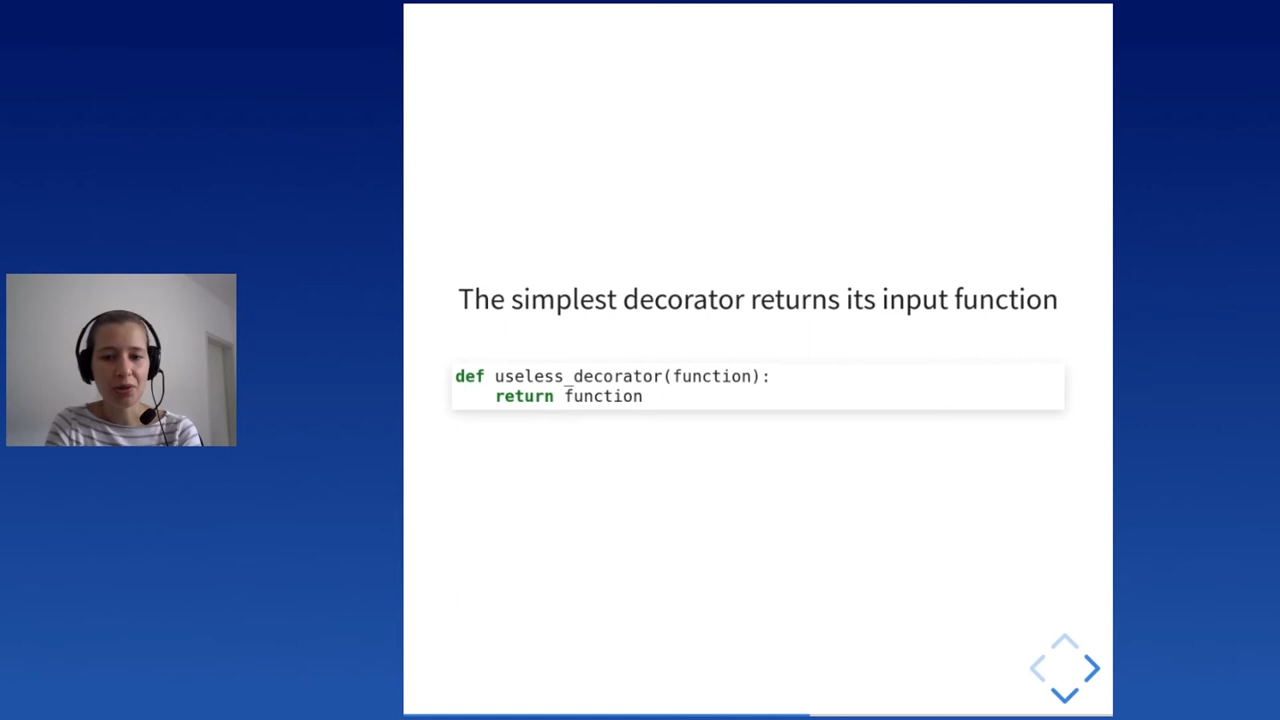 The simplest decorator returns its input function
def useless_decorator(function):
    return function